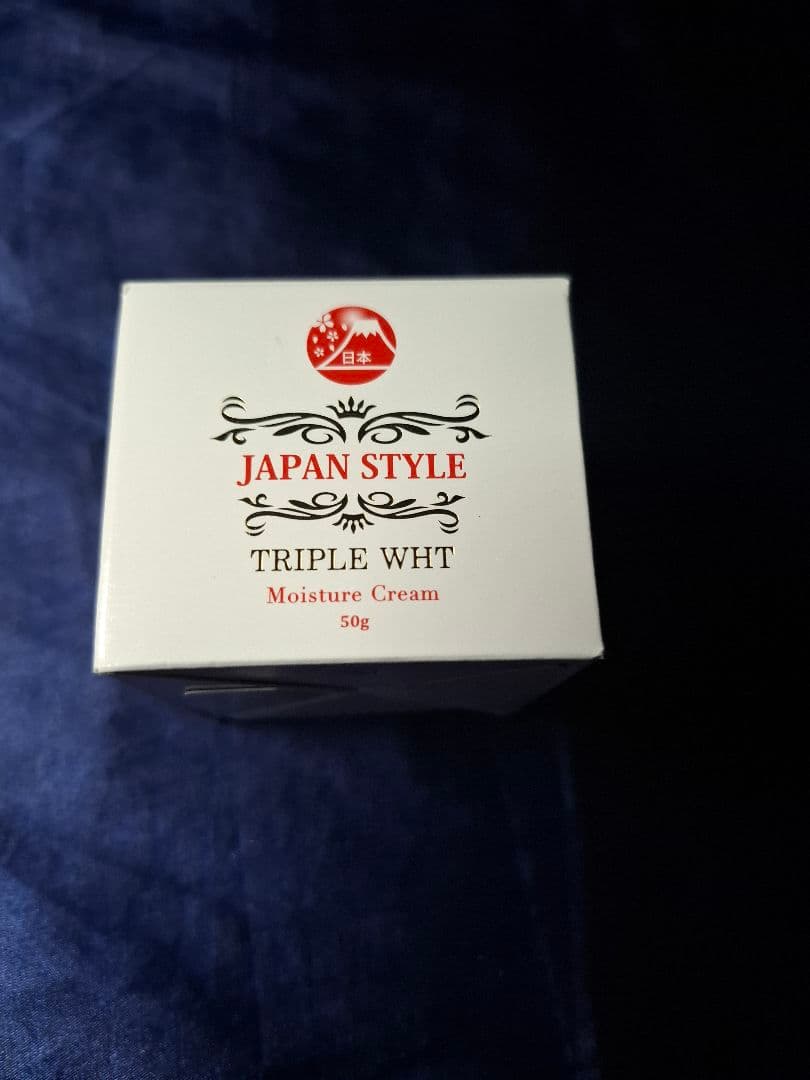 日本
JAPAN STYLE
TRIPLE WHT
Moisture Cream
50g